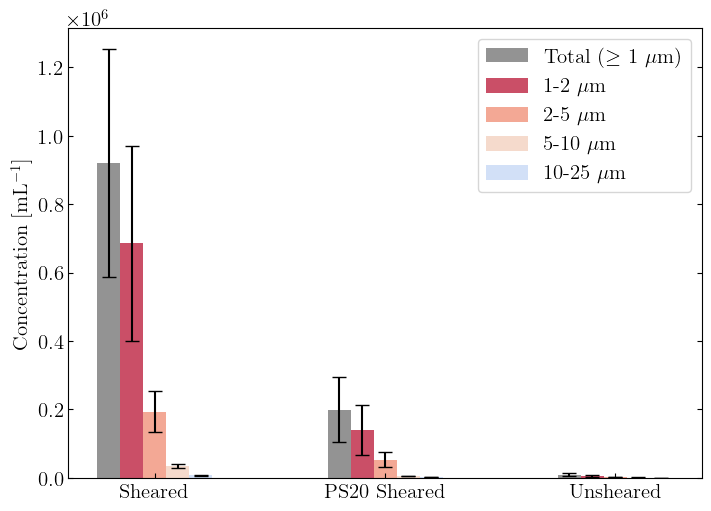 ×10⁶
Concentration [mL⁻¹]
1.2
1.0
0.8
0.6
0.4
0.2
0.0
Total (≥ 1 μm)
1-2 μm
2-5 μm
5-10 μm
10-25 μm
Sheared
PS20 Sheared
Unsheared